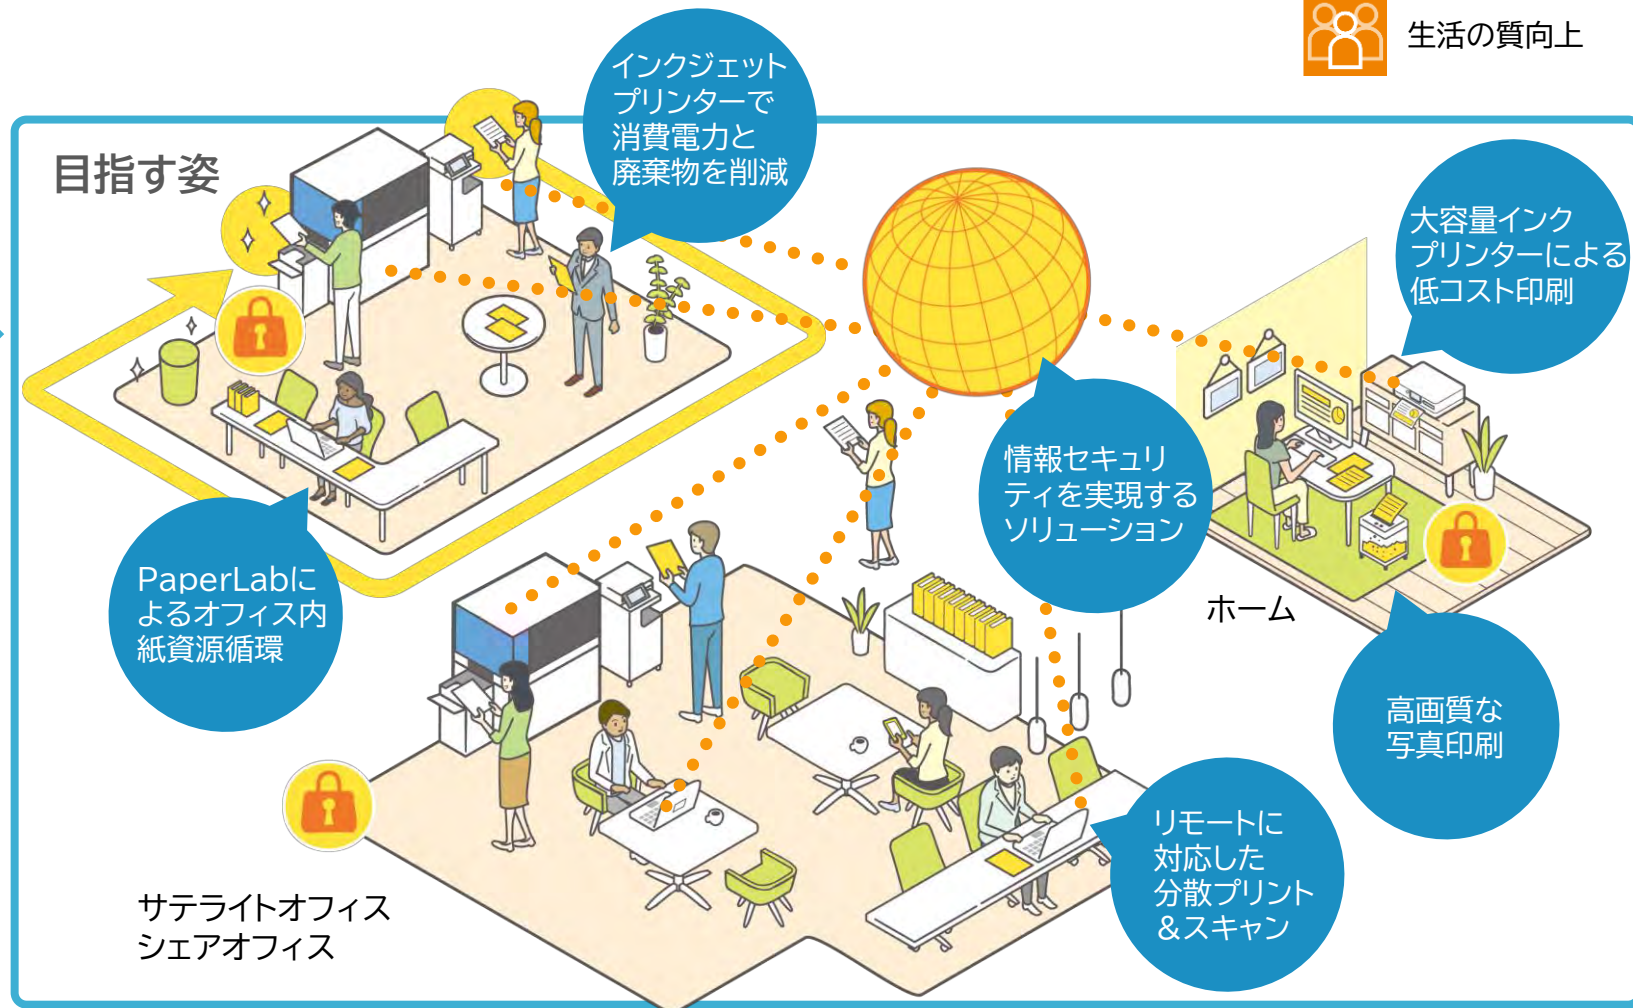 生活の質向上
目指す姿
インクジェット
プリンターで
消費電力と
廃棄物を削減
大容量インク
プリンターによる
低コスト印刷
情報セキュリ
ティを実現する
ソリューション
PaperLabに
よるオフィス内
紙資源循環
ホーム
高画質な
写真印刷
リモートに
対応した
分散プリント
&スキャン
サテライトオフィス
シェアオフィス